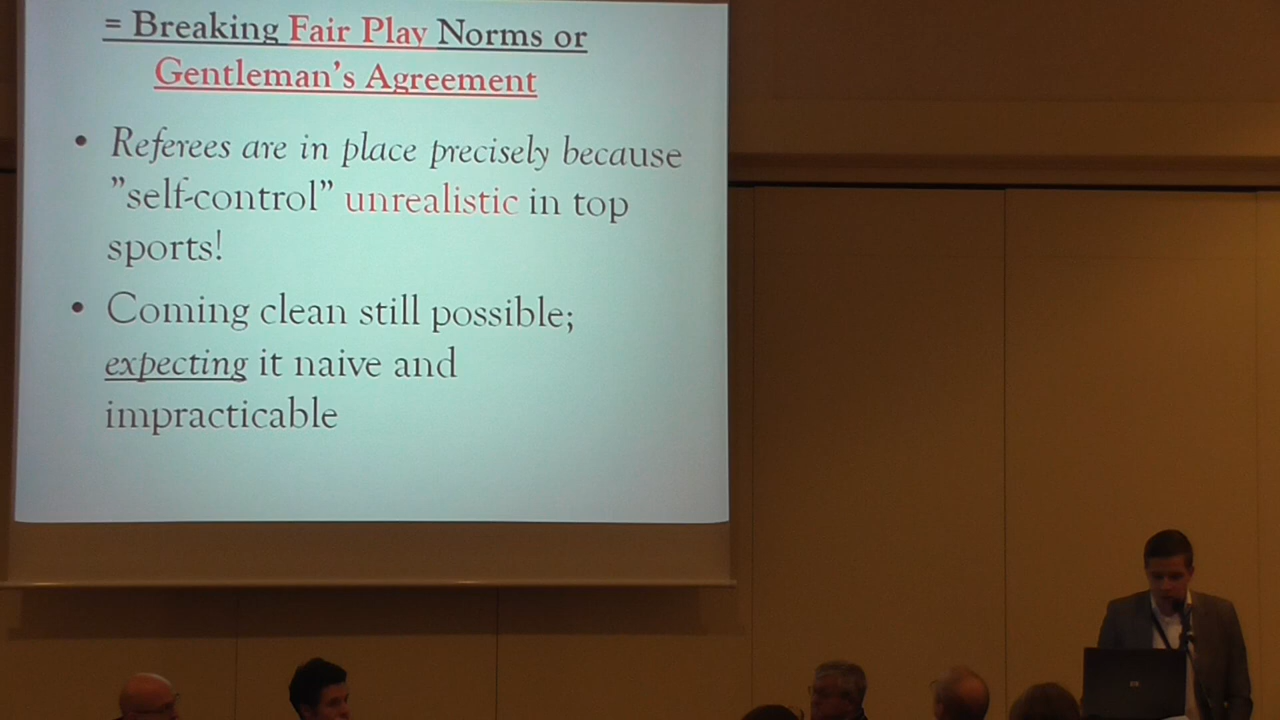 = Breaking Fair Play Norms or
Gentleman's Agreement
• Referees are in place precisely because
”self-control” unrealistic in top
sports!
• Coming clean still possible;
expecting it naive and
impracticable